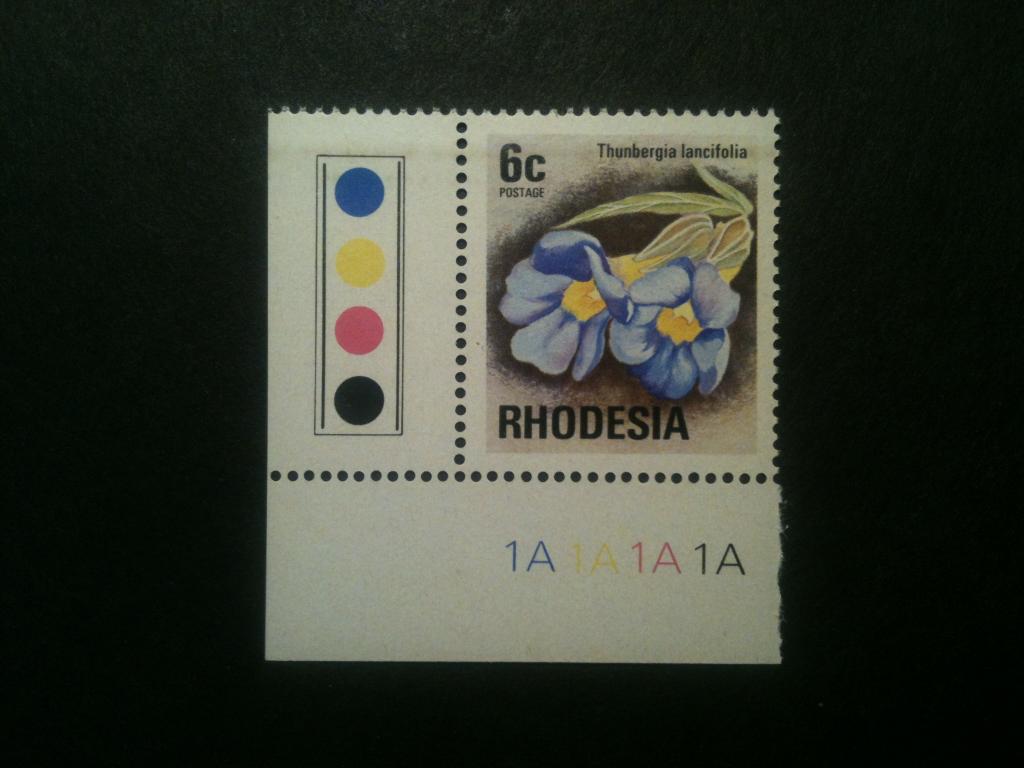 6c Thunbergia lancifolia
POSTAGE
RHODESIA
1A 1A 1A 1A